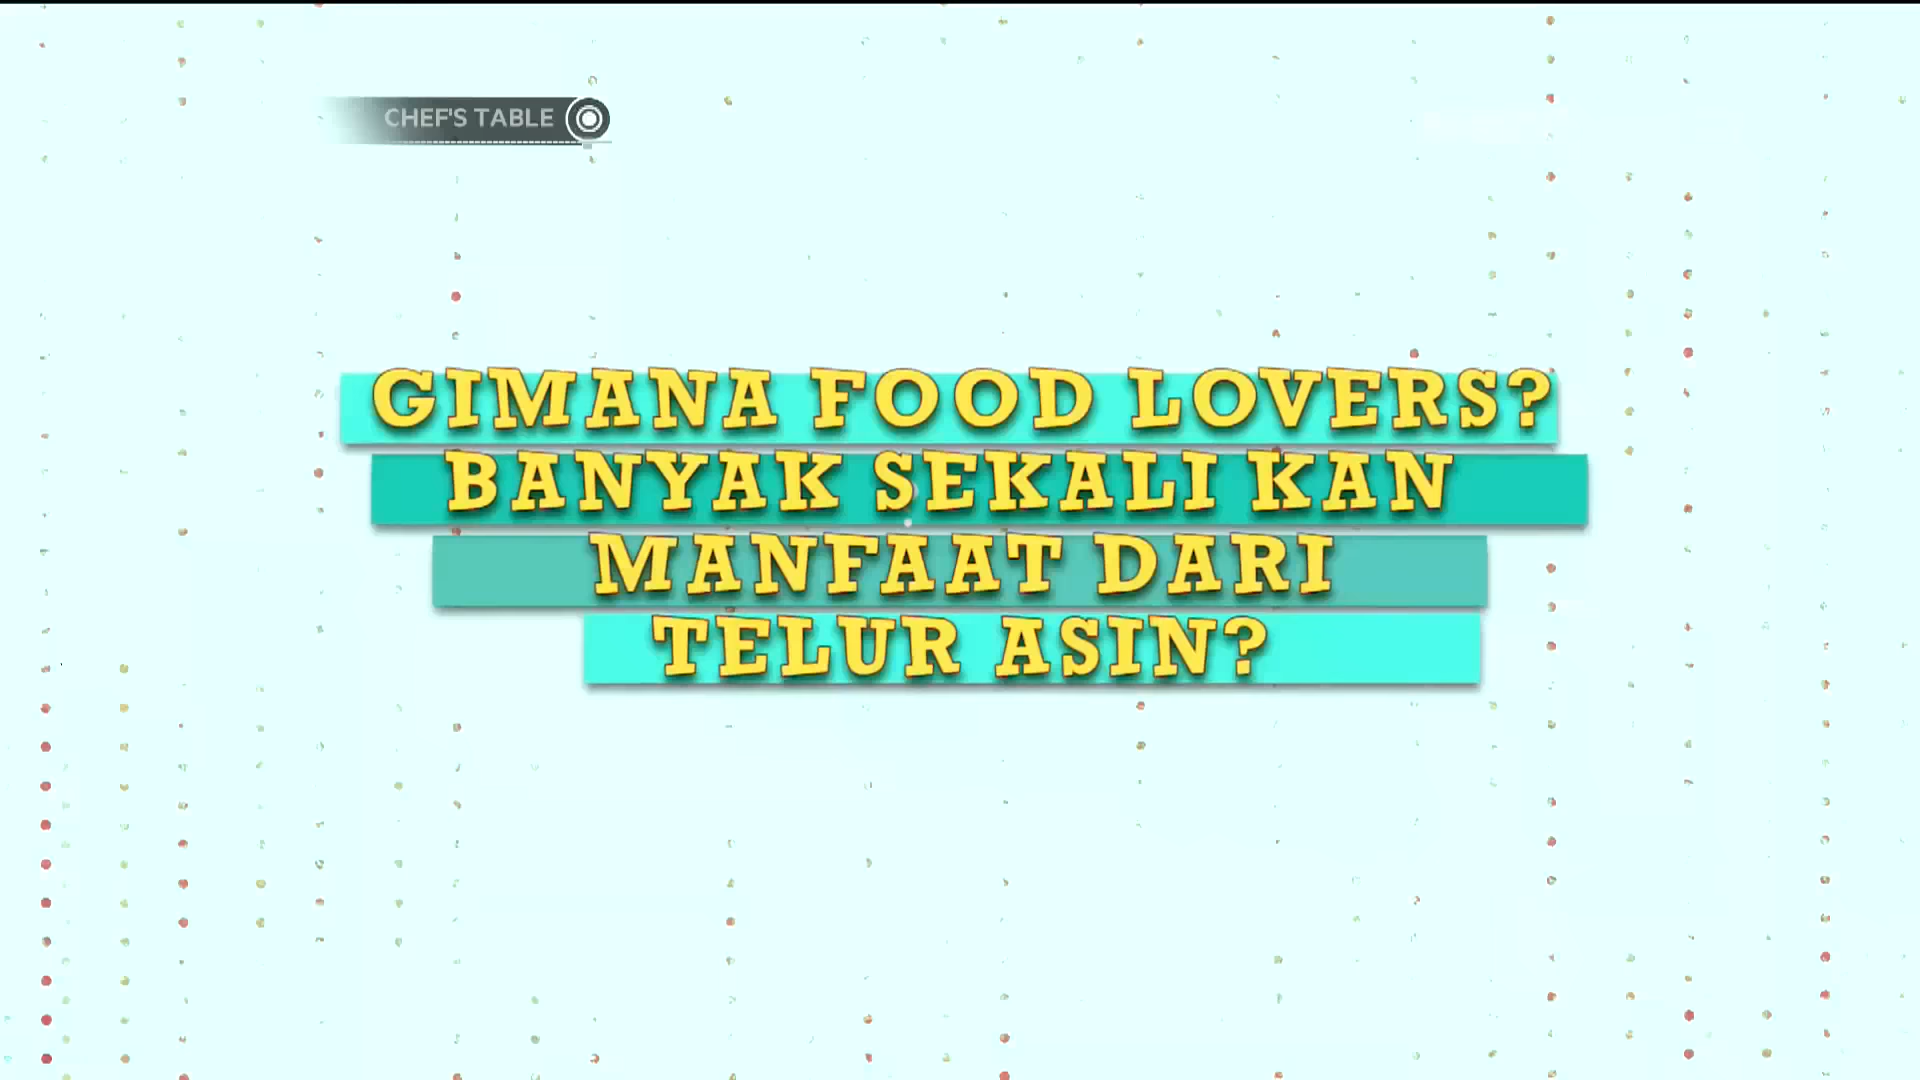 CHEF'S TABLE
GIMANA FOOD LOVERS?
BANYAK SEKALI KAN
MANFAAT DARI
TELUR ASIN?